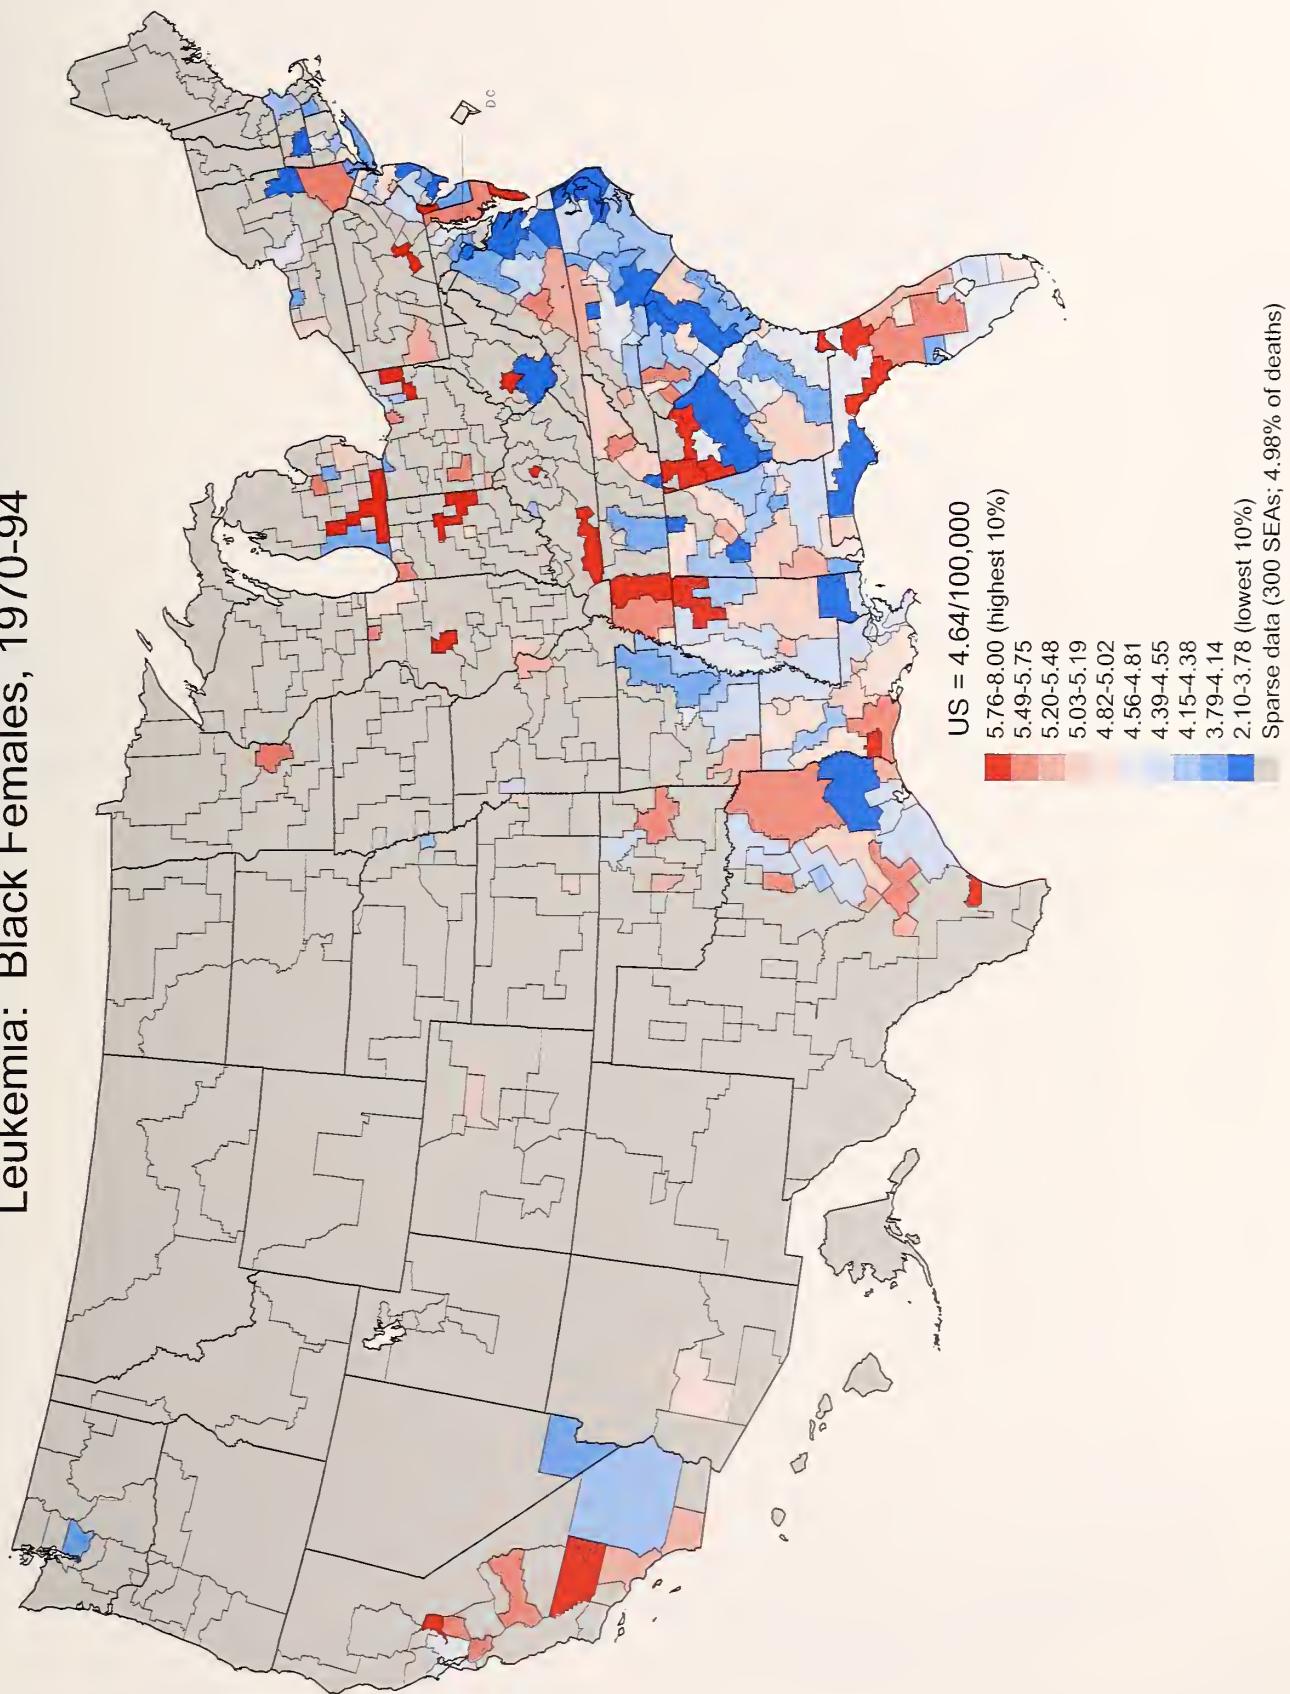 Leukemia: Black Females, 1970-94
DC
US = 4.64/100,000
5.76-8.00 (highest 10%)
5.49-5.75
5.20-5.48
5.03-5.19
4.82-5.02
4.56-4.81
4.39-4.55
4.15-4.38
3.79-4.14
2.10-3.78 (lowest 10%)
Sparse data (300 SEAs; 4.98% of deaths)